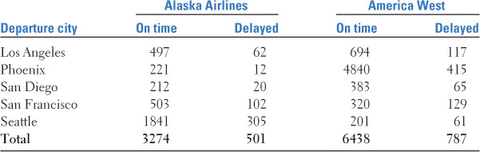 Alaska Airlines America West
Departure city On time Delayed On time Delayed
Los Angeles 497 62 694 117
Phoenix 221 12 4840 415
San Diego 212 20 383 65
San Francisco 503 102 320 129
Seattle 1841 305 201 61
Total 3274 501 6438 787